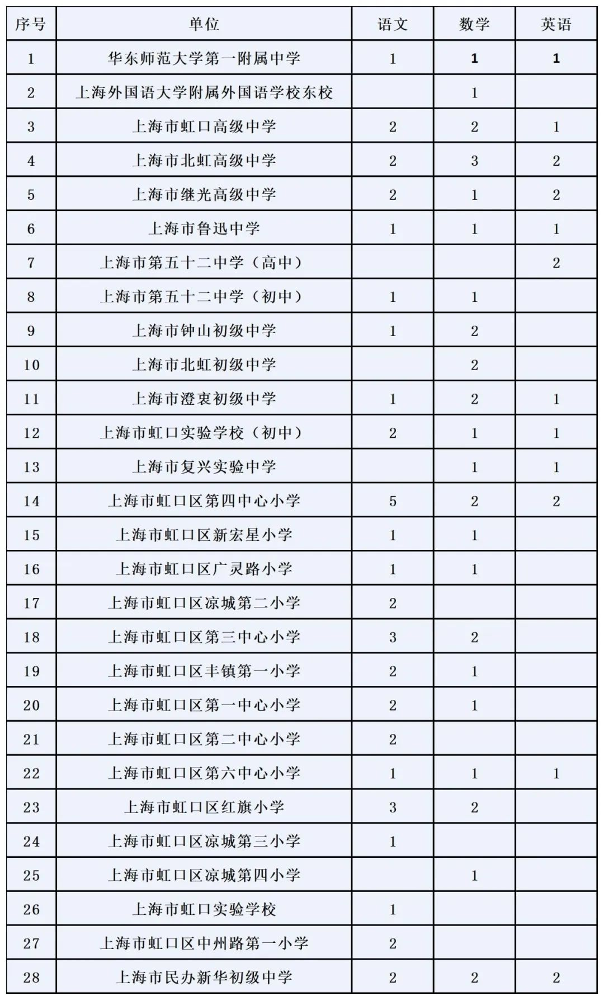 序号 单位 语文 数学 英语
1 华东师范大学第一附属中学 1 1 1
2 上海外国语大学附属外国语学校东校 1
3 上海市虹口高级中学 2 2 1
4 上海市北虹高级中学 2 3 2
5 上海市继光高级中学 2 1 2
6 上海市鲁迅中学 1 1 1
7 上海市第五十二中学（高中） 2
8 上海市第五十二中学（初中） 1 1
9 上海市钟山初级中学 1 2
10 上海市北虹初级中学 2
11 上海市澄衷初级中学 1 2 1
12 上海市虹口实验学校（初中） 2 1 1
13 上海市复兴实验中学 1 1
14 上海市虹口区第四中心小学 5 2 2
15 上海市虹口区新宏星小学 1 1
16 上海市虹口区广灵路小学 1 1
17 上海市虹口区凉城第二小学 2
18 上海市虹口区第三中心小学 3 2
19 上海市虹口区丰镇第一小学 2 1
20 上海市虹口区第一中心小学 2 1
21 上海市虹口区第二中心小学 2
22 上海市虹口区第六中心小学 1 1 1
23 上海市虹口区红旗小学 3 2
24 上海市虹口区凉城第三小学 1
25 上海市虹口区凉城第四小学 1
26 上海市虹口实验学校 1
27 上海市虹口区中州路第一小学 2
28 上海市民办新华初级中学 2 2 2